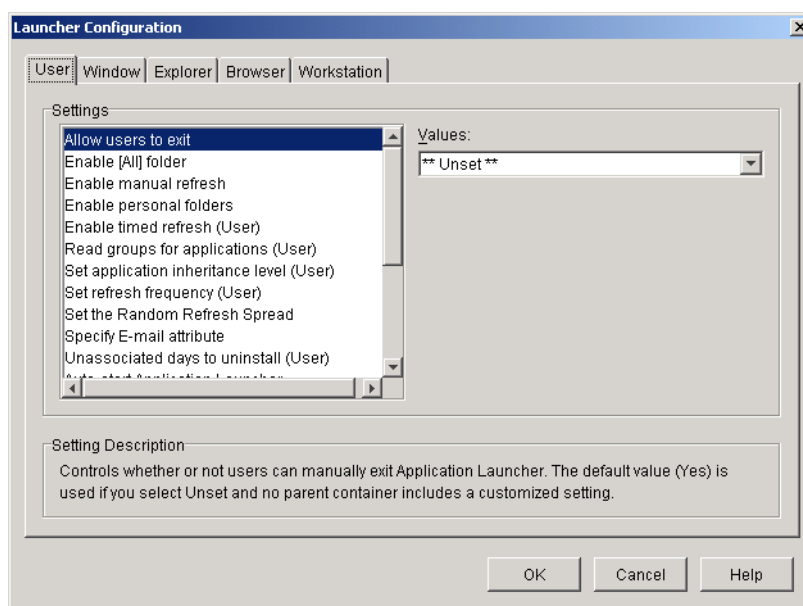 Launcher Configuration
User Window Explorer Browser Workstation
Settings
Allow users to exit
Enable [All] folder
Enable manual refresh
Enable personal folders
Enable timed refresh (User)
Read groups for applications (User)
Set application inheritance level (User)
Set refresh frequency (User)
Set the Random Refresh Spread
Specify E-mail attribute
Unassociated days to uninstall (User)
Auto-start Application Launcher
Values:
** Unset **
Setting Description
Controls whether or not users can manually exit Application Launcher. The default value (Yes) is
used if you select Unset and no parent container includes a customized setting.
OK Cancel Help